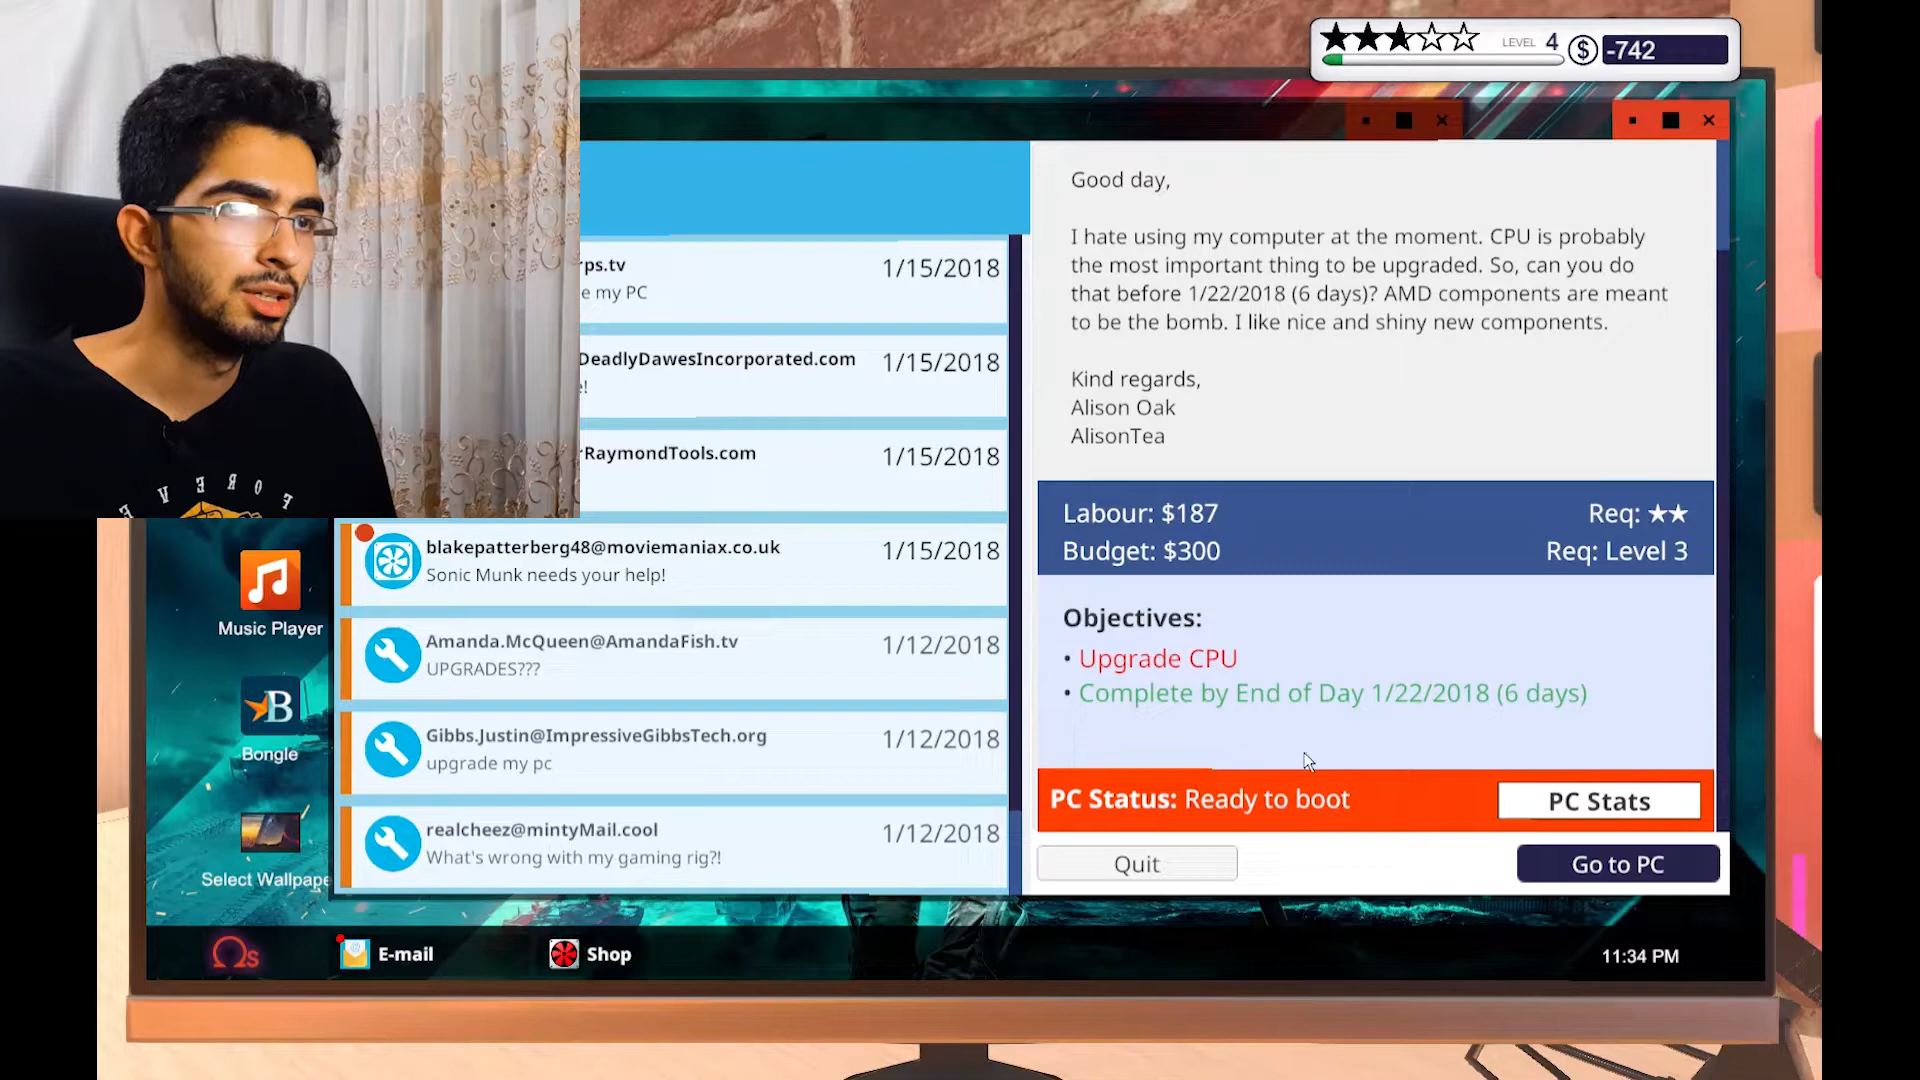 LEVEL 4
-742
Good day,
I hate using my computer at the moment. CPU is probably
the most important thing to be upgraded. So, can you do
that before 1/22/2018 (6 days)? AMD components are meant
to be the bomb. I like nice and shiny new components.
Kind regards,
Alison Oak
AlisonTea
Labour: $187
Req: ★★
Budget: $300
Req: Level 3
Objectives:
• Upgrade CPU
• Complete by End of Day 1/22/2018 (6 days)
PC Status: Ready to boot
PC Stats
Quit
Go to PC
rps.tv
1/15/2018
e my PC
DeadlyDawesIncorporated.com
1/15/2018
e!
rRaymondTools.com
1/15/2018
blakepatterberg48@moviemaniax.co.uk
1/15/2018
Sonic Munk needs your help!
Amanda.McQueen@AmandaFish.tv
1/12/2018
UPGRADES???
Gibbs.Justin@ImpressiveGibbsTech.org
1/12/2018
upgrade my pc
realcheez@mintyMail.cool
1/12/2018
What's wrong with my gaming rig?!
Music Player
B
Bongle
Select Wallpape
Ωs
E-mail
Shop
11:34 PM
FOREVE